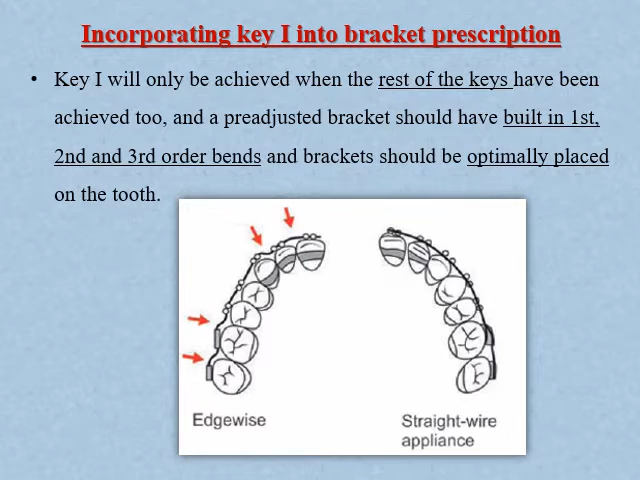 Incorporating key I into bracket prescription
• Key I will only be achieved when the rest of the keys have been
achieved too, and a preadjusted bracket should have built in 1st,
2nd and 3rd order bends and brackets should be optimally placed
on the tooth.
Edgewise
Straight-wire
appliance